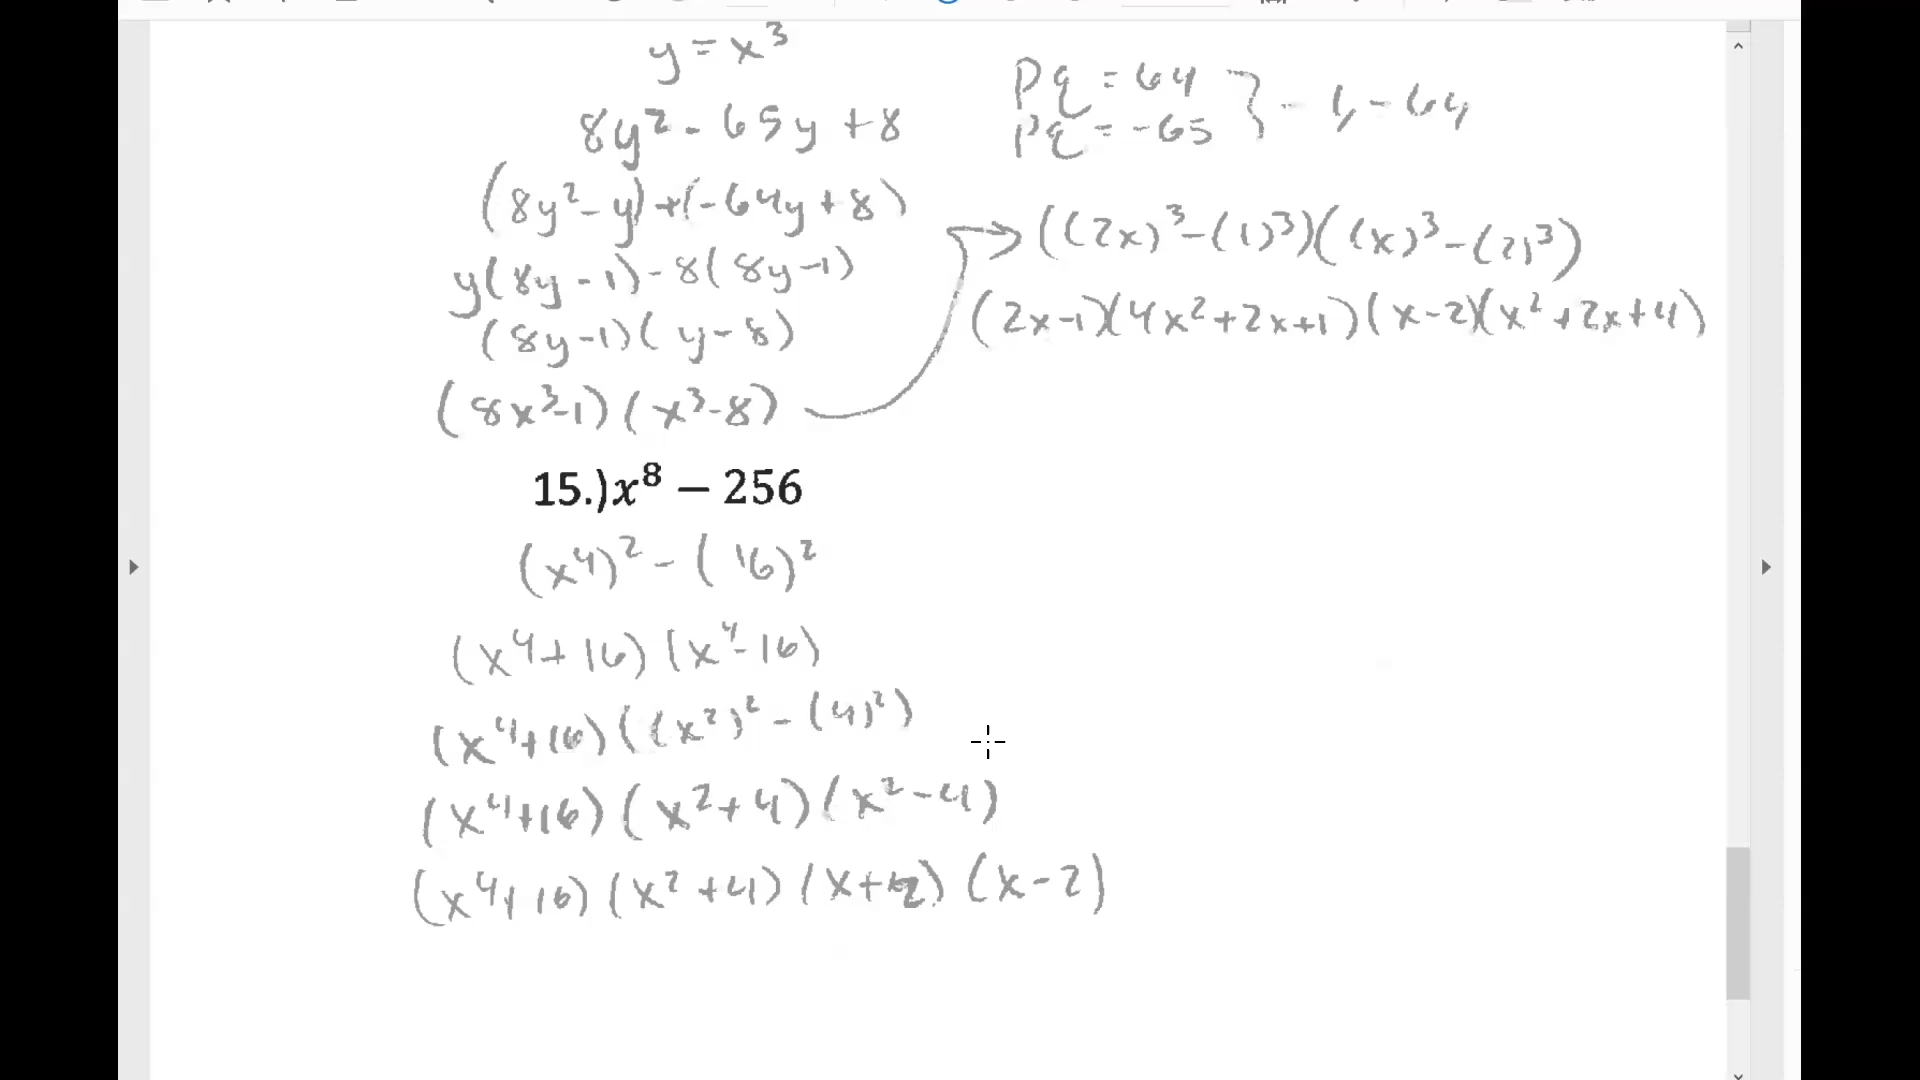 y = x³
8y² - 65y + 8
(8y² - y) + (-64y + 8)
y(8y - 1) - 8(8y - 1)
(8y - 1)(y - 8)
(8x³ - 1)(x³ - 8)
pq = 64
pq = -65 } - 1, - 64
((2x)³ - (1)³)((x)³ - (2)³)
(2x - 1)(4x² + 2x + 1)(x - 2)(x² + 2x + 4)
15.) x⁸ − 256
(x⁴)² - (16)²
(x⁴ + 16)(x⁴ - 16)
(x⁴ + 16)((x²)² - (4)²)
(x⁴ + 16)(x² + 4)(x² - 4)
(x⁴ + 16)(x² + 4)(x + 2)(x - 2)